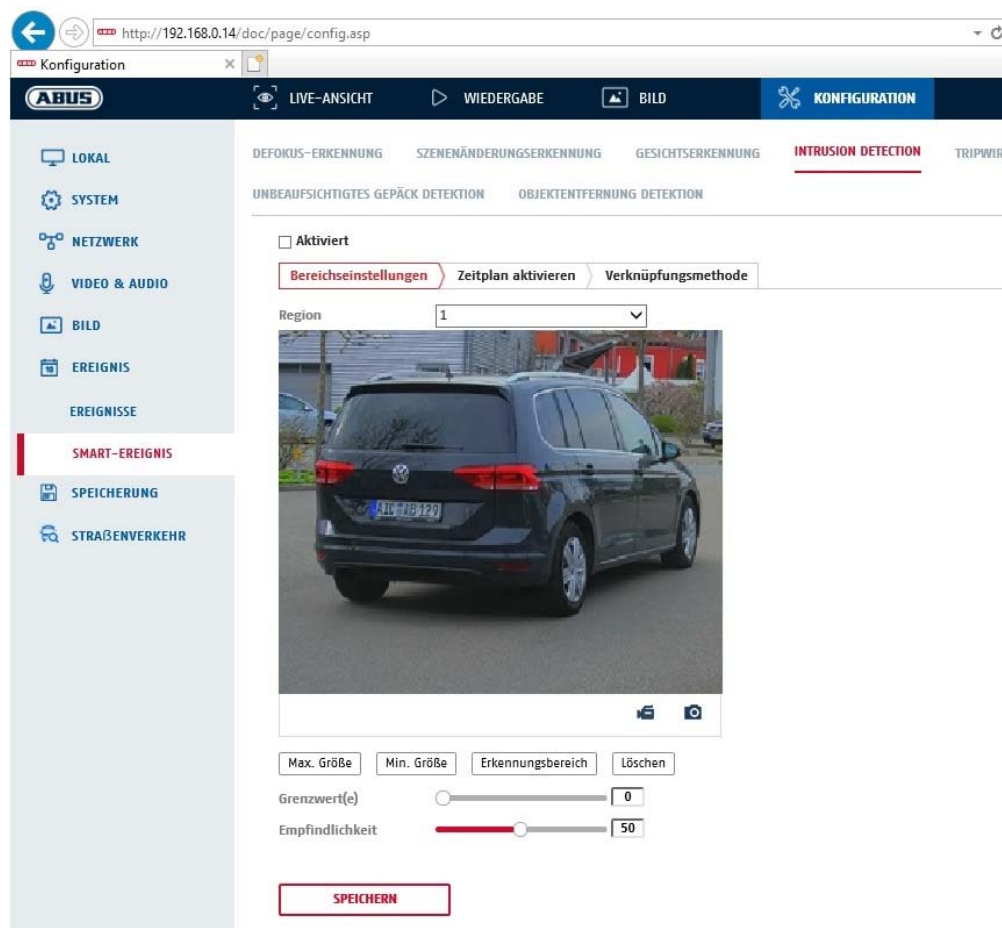 http://192.168.0.14/doc/page/config.asp
Konfiguration
ABUS
LIVE-ANSICHT
WIEDERGABE
BILD
KONFIGURATION
LOKAL
SYSTEM
NETZWERK
VIDEO & AUDIO
BILD
EREIGNIS
EREIGNISSE
SMART-EREIGNIS
SPEICHERUNG
STRAßENVERKEHR
DEFOKUS-ERKENNUNG
SZENENÄNDERUNGSERKENNUNG
GESICHTSERKENNUNG
INTRUSION DETECTION
TRIPWIR
UNBEAUFSICHTIGTES GEPÄCK DETEKTION
OBJEKTENTFERNUNG DETEKTION
Aktiviert
Bereichseinstellungen
Zeitplan aktivieren
Verknüpfungsmethode
Region
1
Max. Größe
Min. Größe
Erkennungsbereich
Löschen
Grenzwert(e)
0
Empfindlichkeit
50
SPEICHERN